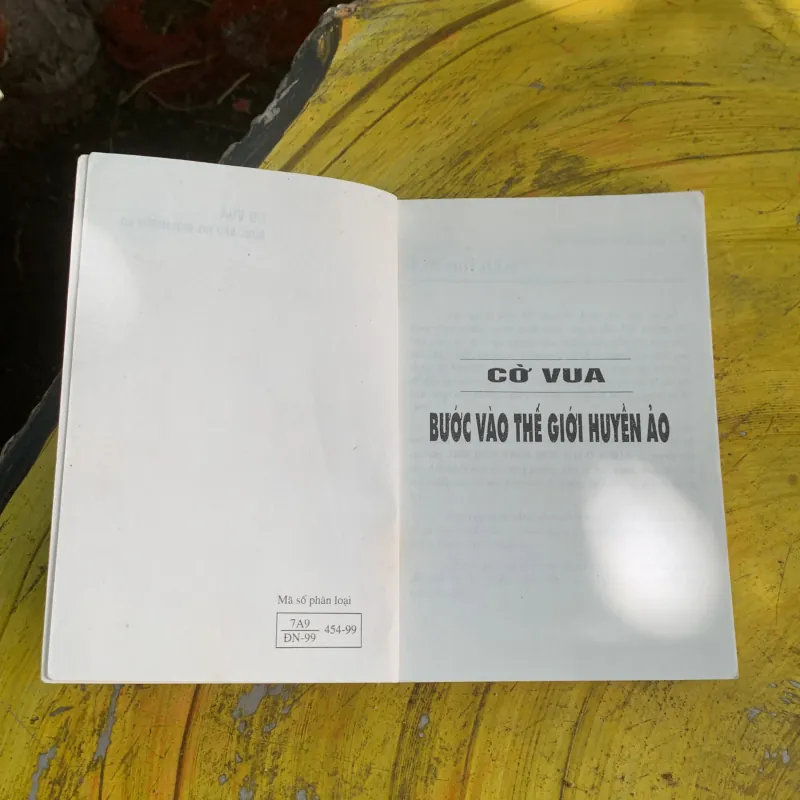 Mã số phân loại
7A9
ĐN-99 454-99
CỜ VUA
BƯỚC VÀO THẾ GIỚI HUYỀN ẢO